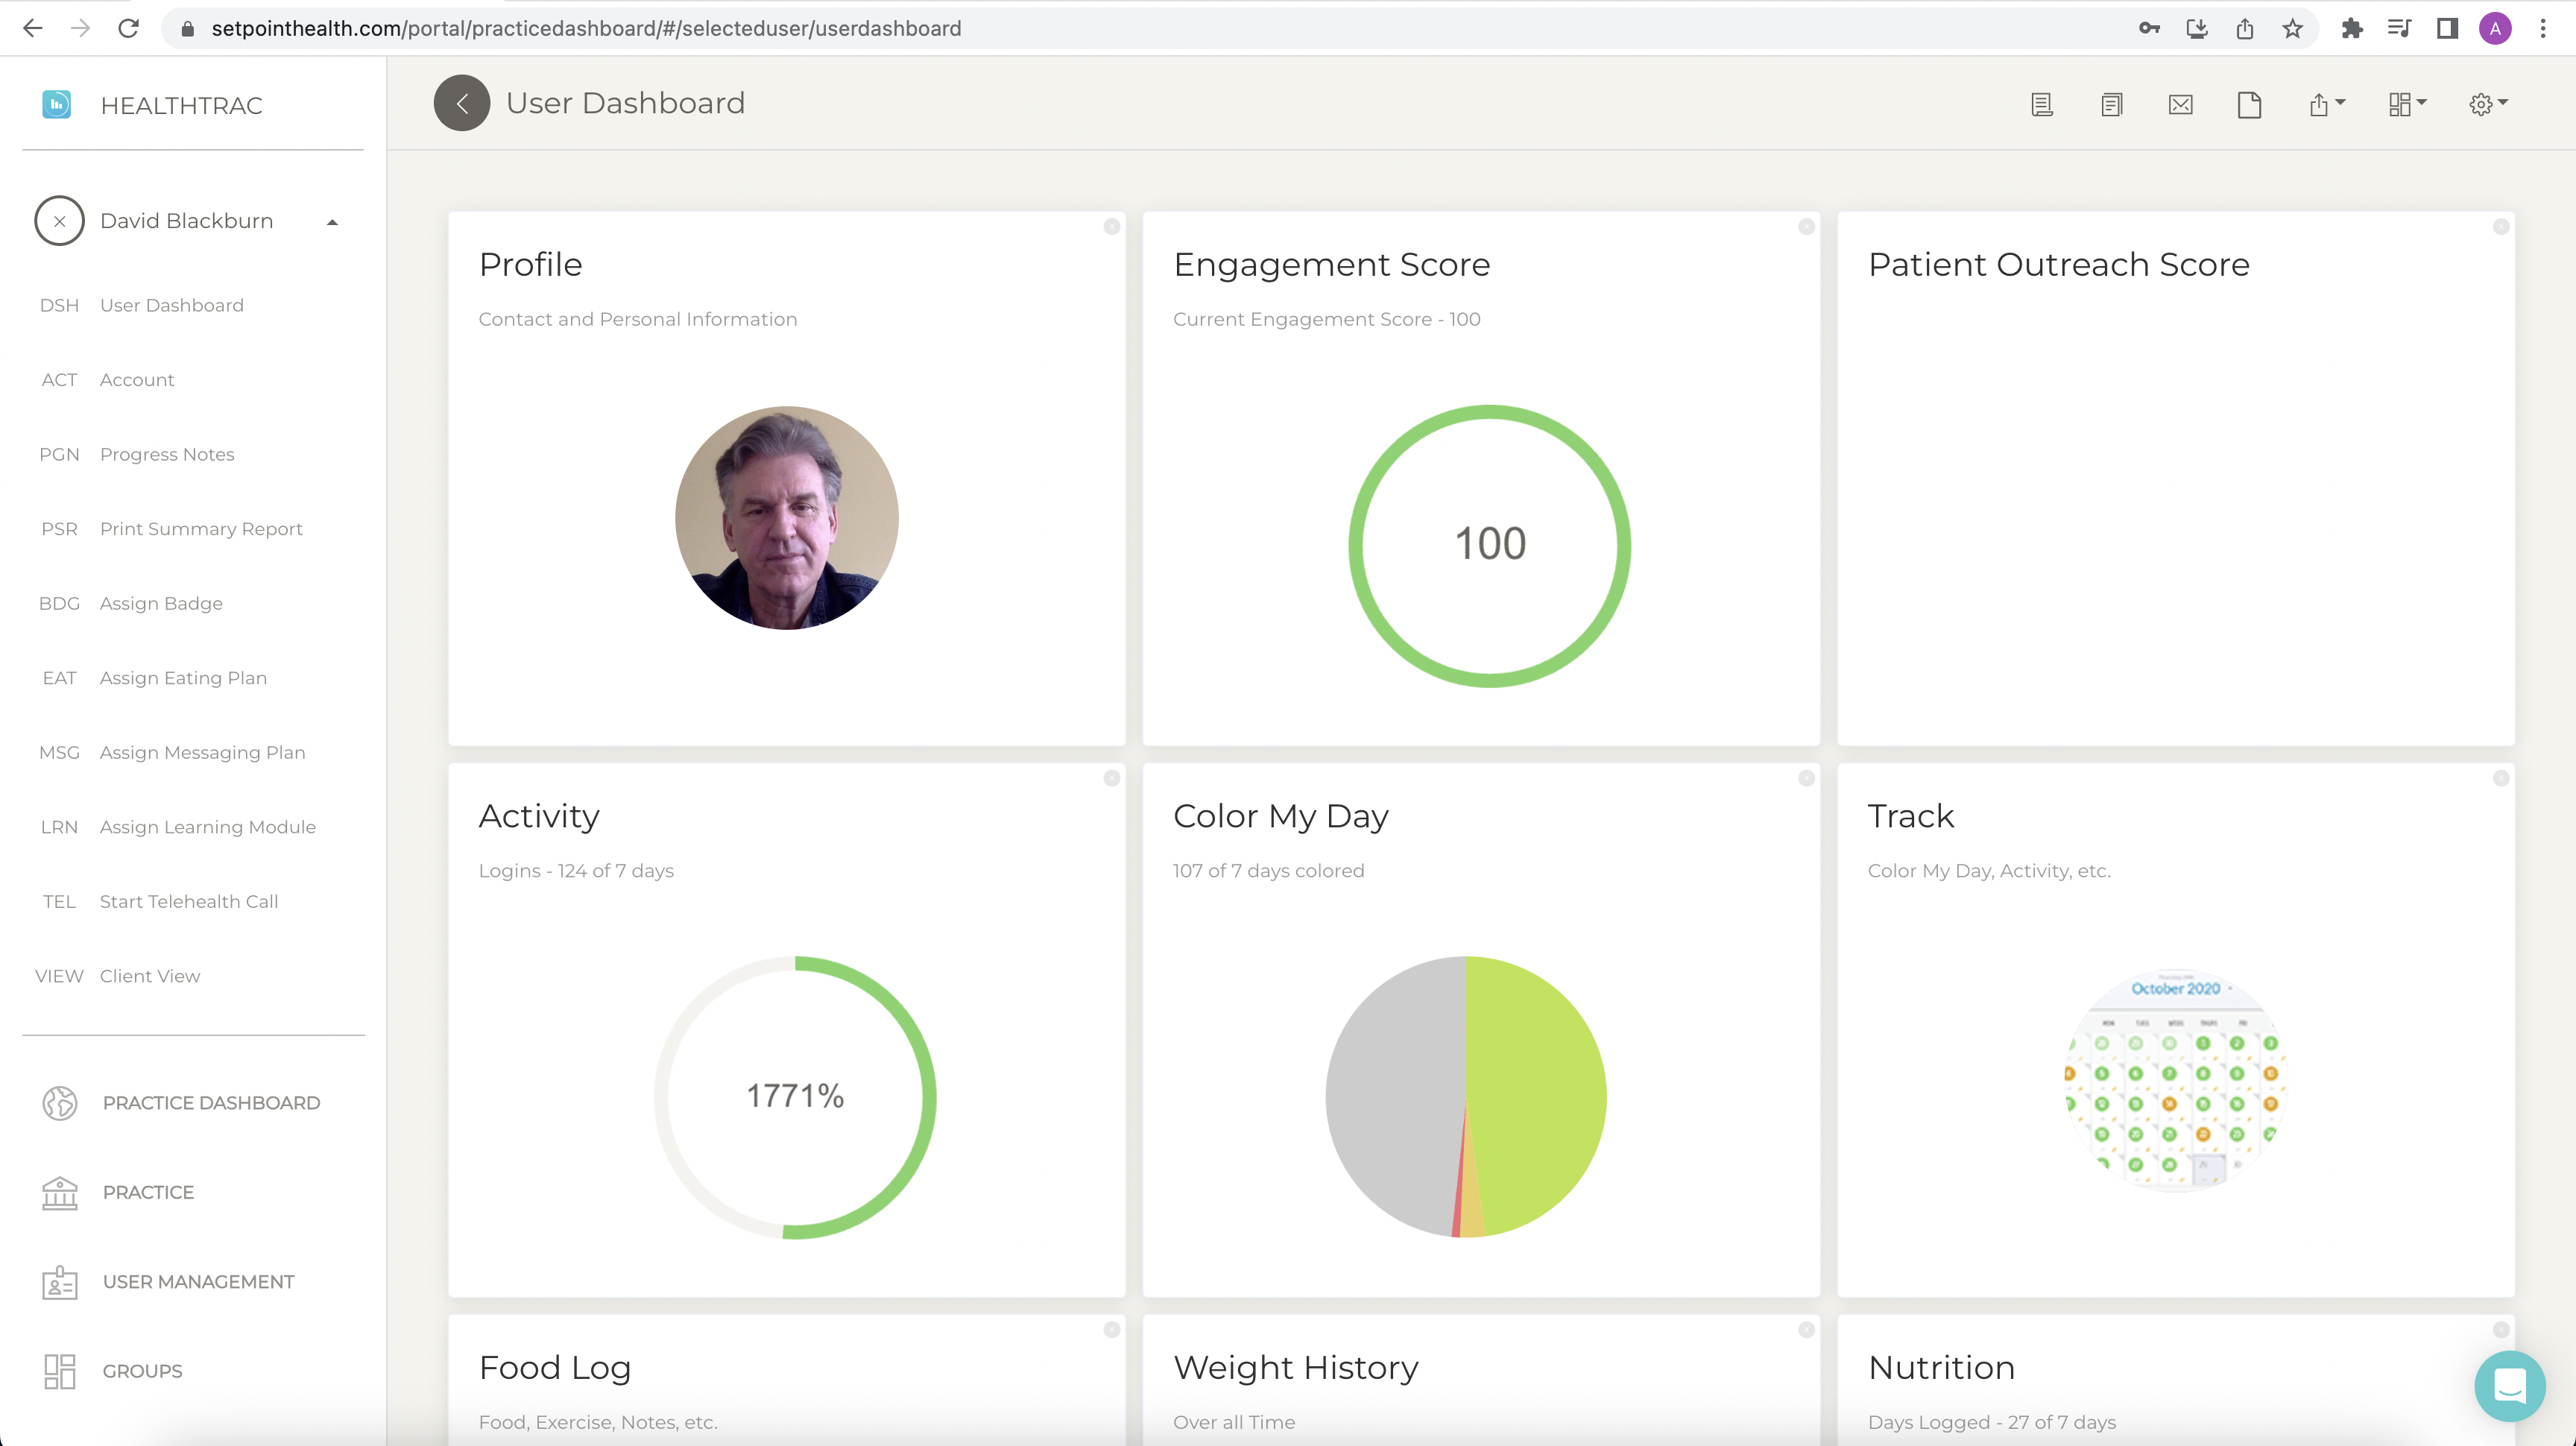 setpointhealth.com/portal/practicedashboard/#/selecteduser/userdashboard
A
HEALTHTRAC
User Dashboard
David Blackburn
DSH User Dashboard
ACT Account
PGN Progress Notes
PSR Print Summary Report
BDG Assign Badge
EAT Assign Eating Plan
MSG Assign Messaging Plan
LRN Assign Learning Module
TEL Start Telehealth Call
VIEW Client View
PRACTICE DASHBOARD
PRACTICE
USER MANAGEMENT
GROUPS
Profile
Contact and Personal Information
Engagement Score
Current Engagement Score - 100
100
Patient Outreach Score
Activity
Logins - 124 of 7 days
1771%
Color My Day
107 of 7 days colored
Track
Color My Day, Activity, etc.
October 2020
Food Log
Food, Exercise, Notes, etc.
Weight History
Over all Time
Nutrition
Days Logged - 27 of 7 days